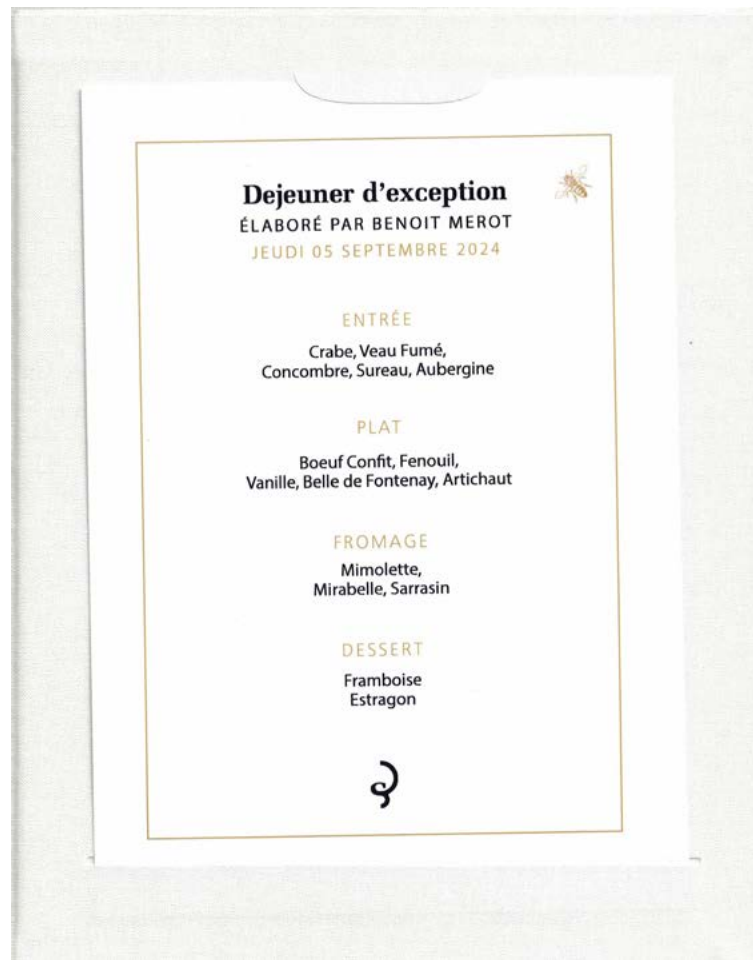 Dejeuner d'exception
ÉLABORÉ PAR BENOIT MEROT
JEUDI 05 SEPTEMBRE 2024
ENTRÉE
Crabe, Veau Fumé,
Concombre, Sureau, Aubergine
PLAT
Boeuf Confit, Fenouil,
Vanille, Belle de Fontenay, Artichaut
FROMAGE
Mimolette,
Mirabelle, Sarrasin
DESSERT
Framboise
Estragon